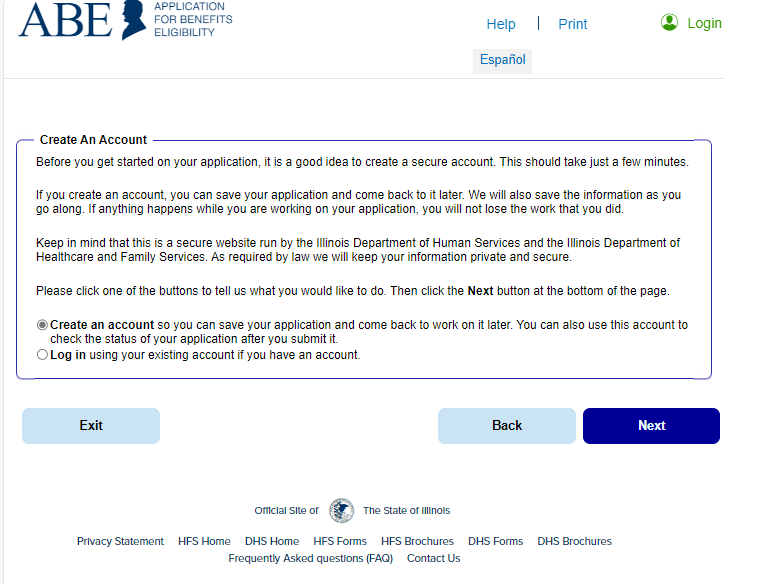 ABE APPLICATION
FOR BENEFITS
ELIGIBILITY
Help | Print Login
Español
Create An Account
Before you get started on your application, it is a good idea to create a secure account. This should take just a few minutes.
If you create an account, you can save your application and come back to it later. We will also save the information as you
go along. If anything happens while you are working on your application, you will not lose the work that you did.
Keep in mind that this is a secure website run by the Illinois Department of Human Services and the Illinois Department of
Healthcare and Family Services. As required by law we will keep your information private and secure.
Please click one of the buttons to tell us what you would like to do. Then click the Next button at the bottom of the page.
Create an account so you can save your application and come back to work on it later. You can also use this account to
check the status of your application after you submit it.
Log in using your existing account if you have an account.
Exit Back Next
Official Site of The State of Illinois
Privacy Statement HFS Home DHS Home HFS Forms HFS Brochures DHS Forms DHS Brochures
Frequently Asked questions (FAQ) Contact Us